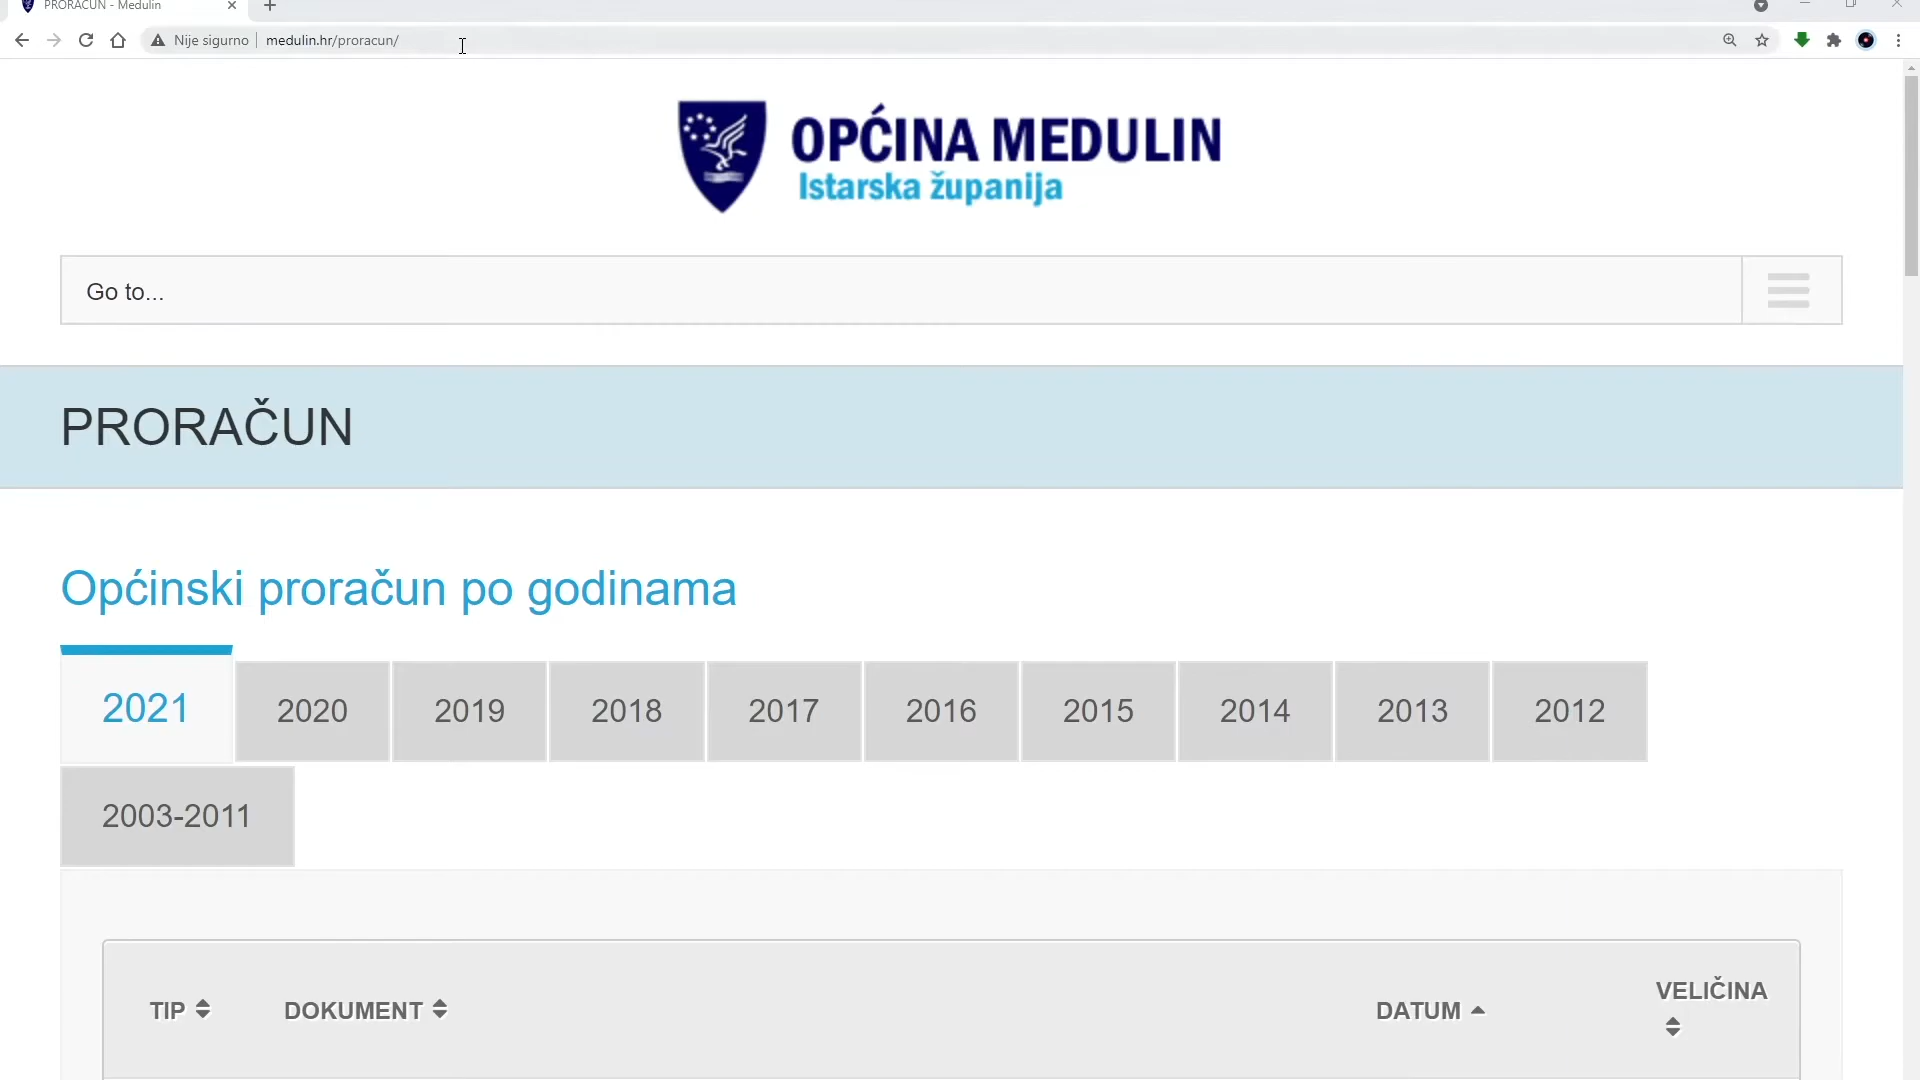 PRORAČUN - Medulin
Nije sigurno
medulin.hr/proracun/
OPĆINA MEDULIN
Istarska županija
Go to...
PRORAČUN
Općinski proračun po godinama
2021 2020 2019 2018 2017 2016 2015 2014 2013 2012
2003-2011
TIP DOKUMENT DATUM VELIČINA